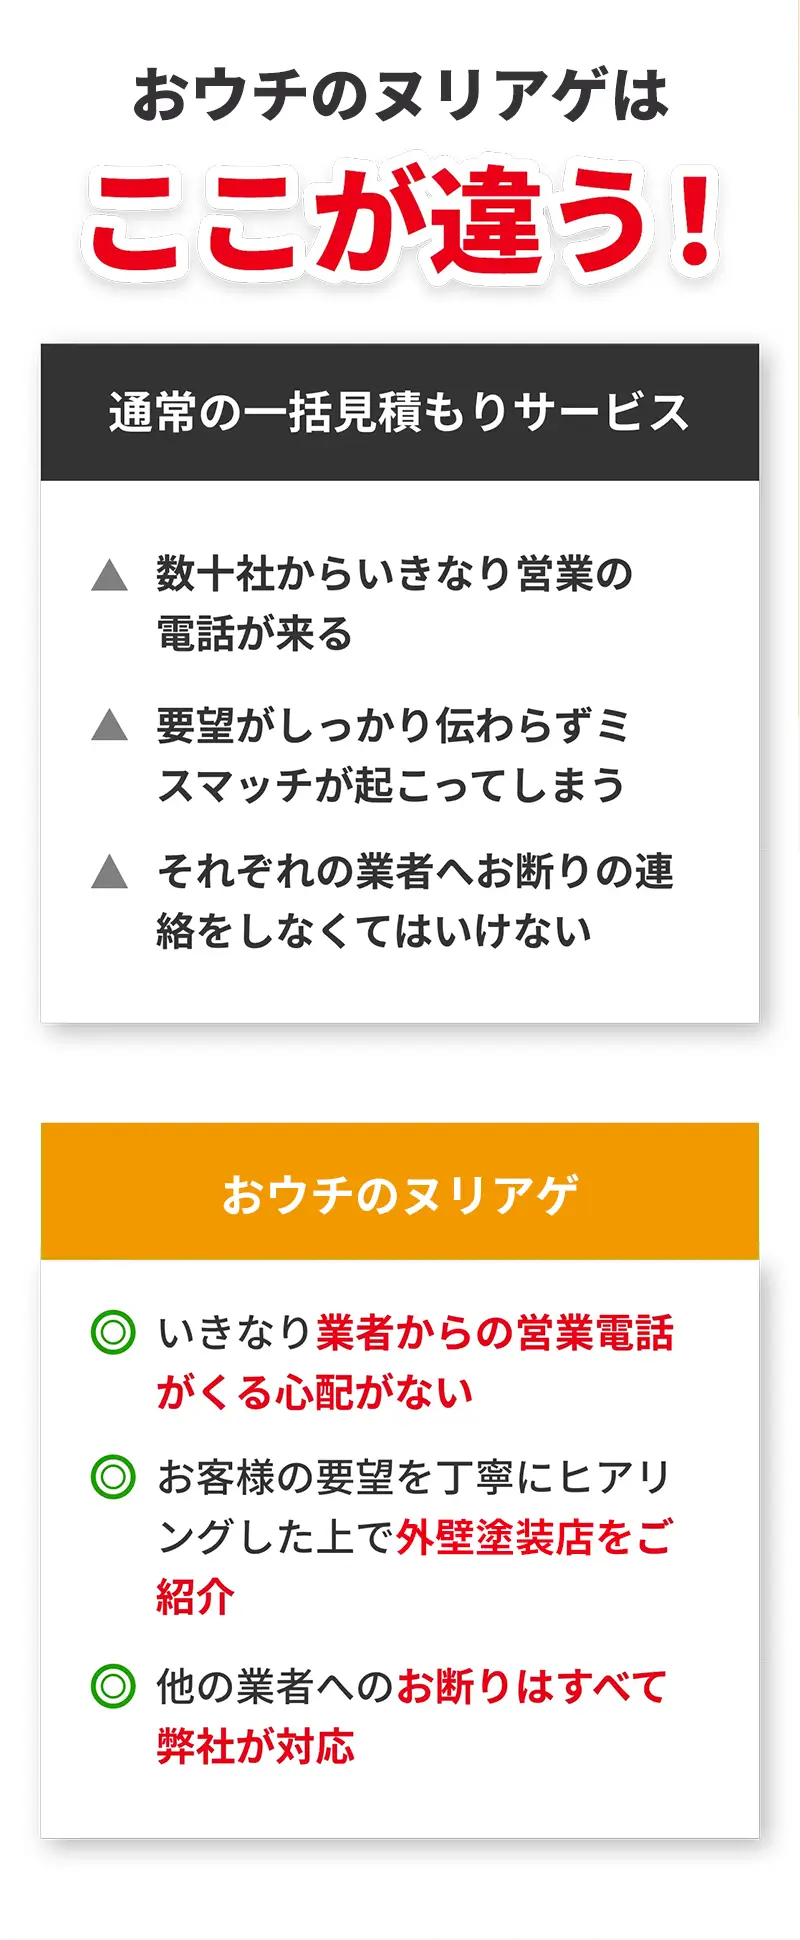 おウチのヌリアゲは
ここが違う!
通常の一括見積もりサービス
▲ 数十社からいきなり営業の
電話が来る
▲ 要望がしっかり伝わらずミ
スマッチが起こってしまう
▲ それぞれの業者へお断りの連
絡をしなくてはいけない
おウチのヌリアゲ
◎ いきなり業者からの営業電話
がくる心配がない
◎ お客様の要望を丁寧にヒアリ
ングした上で外壁塗装店をご
紹介
◎ 他の業者へのお断りはすべて
弊社が対応